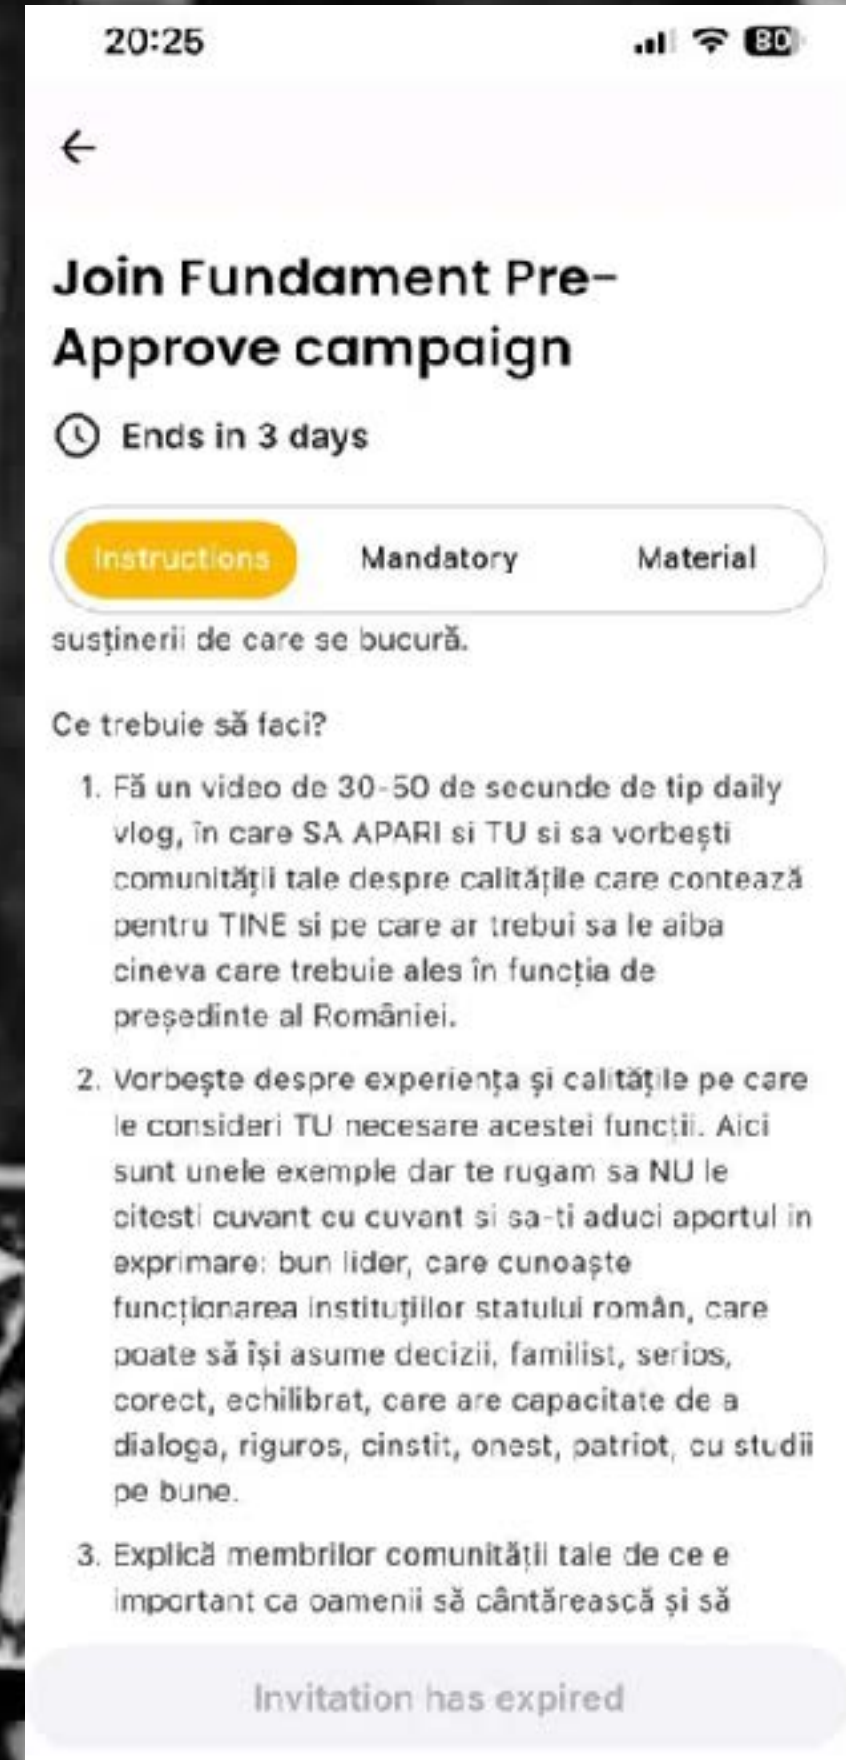 20:25
80
Join Fundament Pre-
Approve campaign
Ends in 3 days
Instructions Mandatory Material
susținerii de care se bucură.
Ce trebuie să faci?
1. Fă un video de 30-50 de secunde de tip daily
vlog, în care SA APARI si TU si sa vorbești
comunității tale despre calitățile care contează
pentru TINE si pe care ar trebui sa le aiba
cineva care trebuie ales în funcția de
președinte al României.
2. Vorbește despre experiența și calitățile pe care
le consideri TU necesare acestei funcții. Aici
sunt unele exemple dar te rugam sa NU le
citesti cuvant cu cuvant si sa-ti aduci aportul in
exprimare: bun lider, care cunoaște
funcționarea instituțiilor statului român, care
poate să își asume decizii, familist, serios,
corect, echilibrat, care are capacitate de a
dialoga, riguros, cinstit, onest, patriot, cu studii
pe bune.
3. Explică membrilor comunității tale de ce e
important ca oamenii să cântărească și să
Invitation has expired